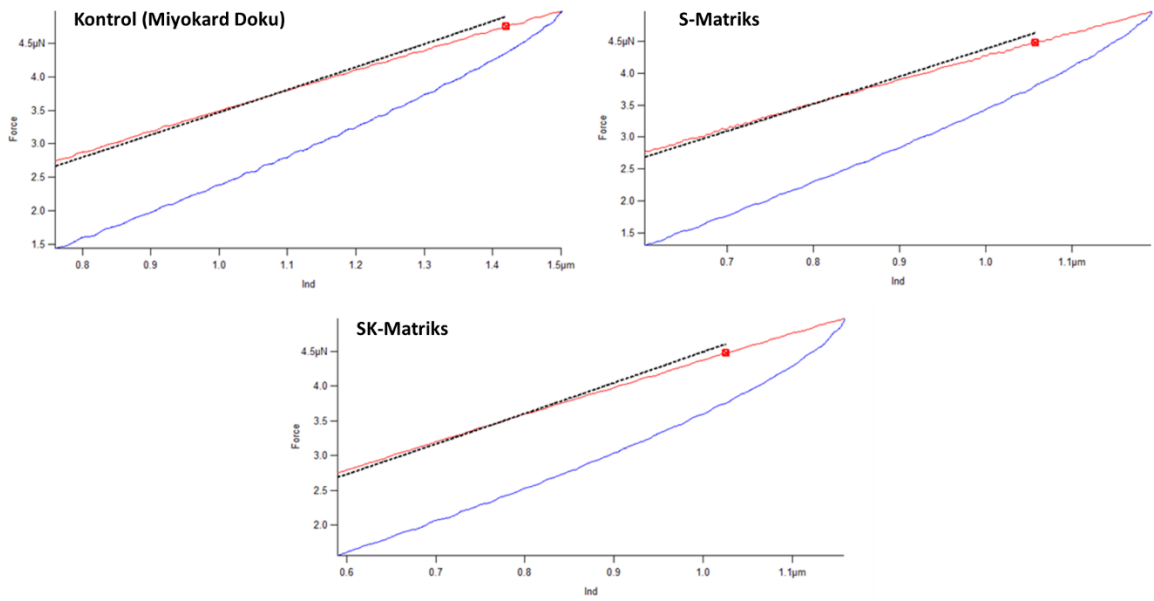 Kontrol (Miyokard Doku)
4.5µN
4.0
3.5
3.0
2.5
2.0
1.5
Force
0.8 0.9 1.0 1.1 1.2 1.3 1.4 1.5µm
Ind
S-Matriks
4.5µN
4.0
3.5
3.0
2.5
2.0
1.5
Force
0.7 0.8 0.9 1.0 1.1µm
Ind
SK-Matriks
4.5µN
4.0
3.5
3.0
2.5
2.0
Force
0.6 0.7 0.8 0.9 1.0 1.1µm
Ind